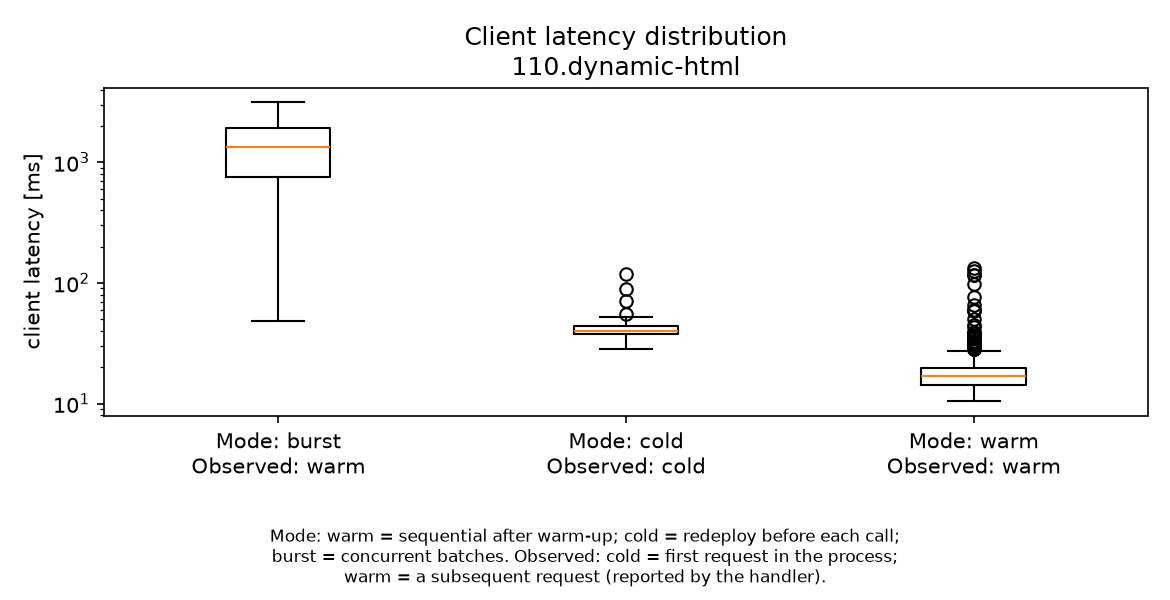 Client latency distribution
110.dynamic-html
client latency [ms]
10³
10²
10¹
Mode: burst
Observed: warm
Mode: cold
Observed: cold
Mode: warm
Observed: warm
Mode: warm = sequential after warm-up; cold = redeploy before each call;
burst = concurrent batches. Observed: cold = first request in the process;
warm = a subsequent request (reported by the handler).